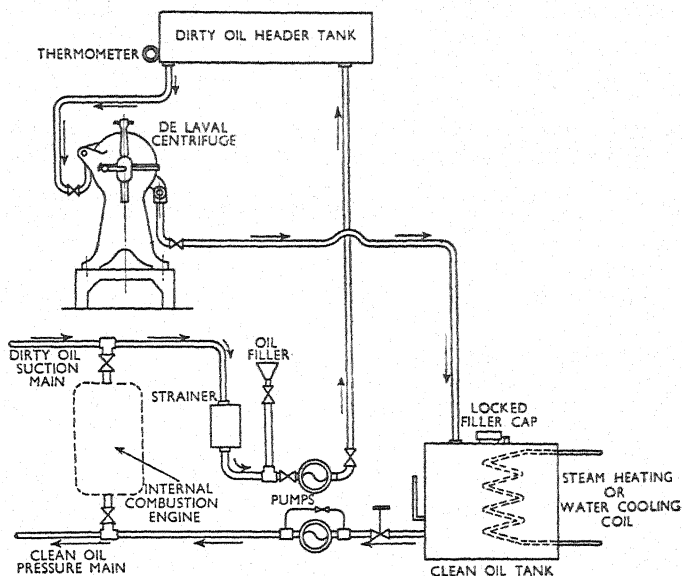 DIRTY OIL HEADER TANK
THERMOMETER
DE LAVAL
CENTRIFUGE
DIRTY OIL
SUCTION
MAIN
OIL
FILLER
STRAINER
LOCKED
FILLER CAP
INTERNAL
COMBUSTION
ENGINE
PUMPS
STEAM HEATING
OR
WATER COOLING
COIL
CLEAN OIL
PRESSURE MAIN
CLEAN OIL TANK